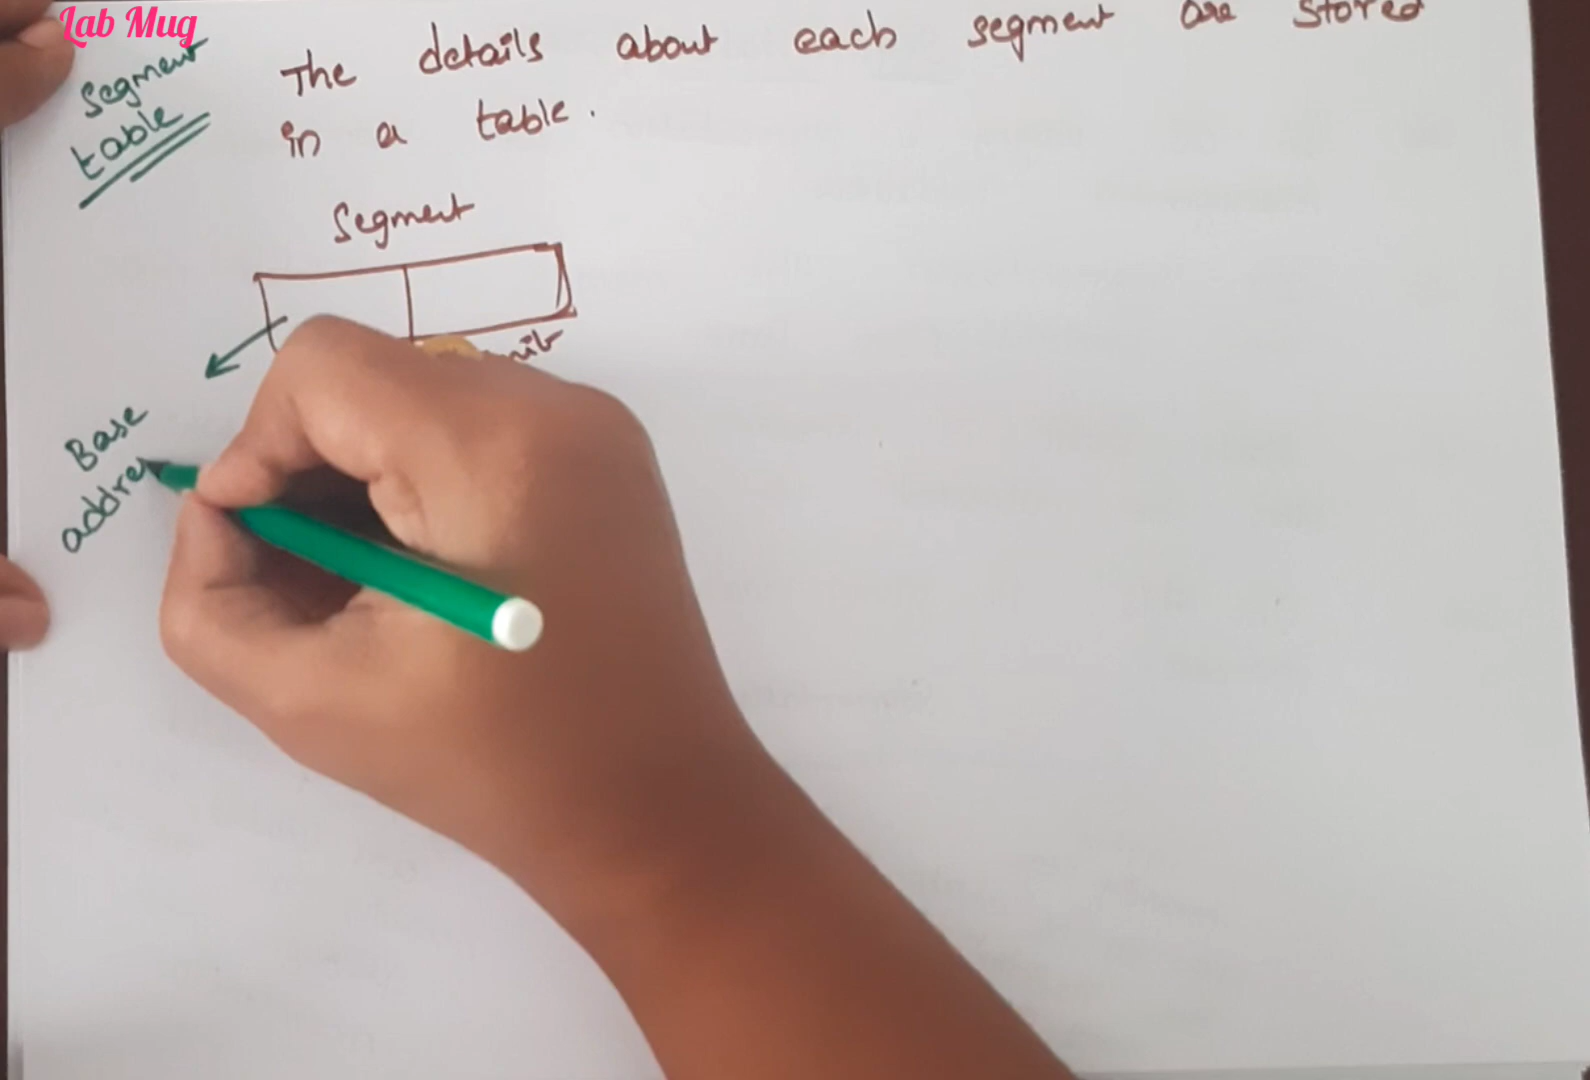 Lab Mug
Segment
table
The details about each segment are stored
in a table.
Segment
Base
addre